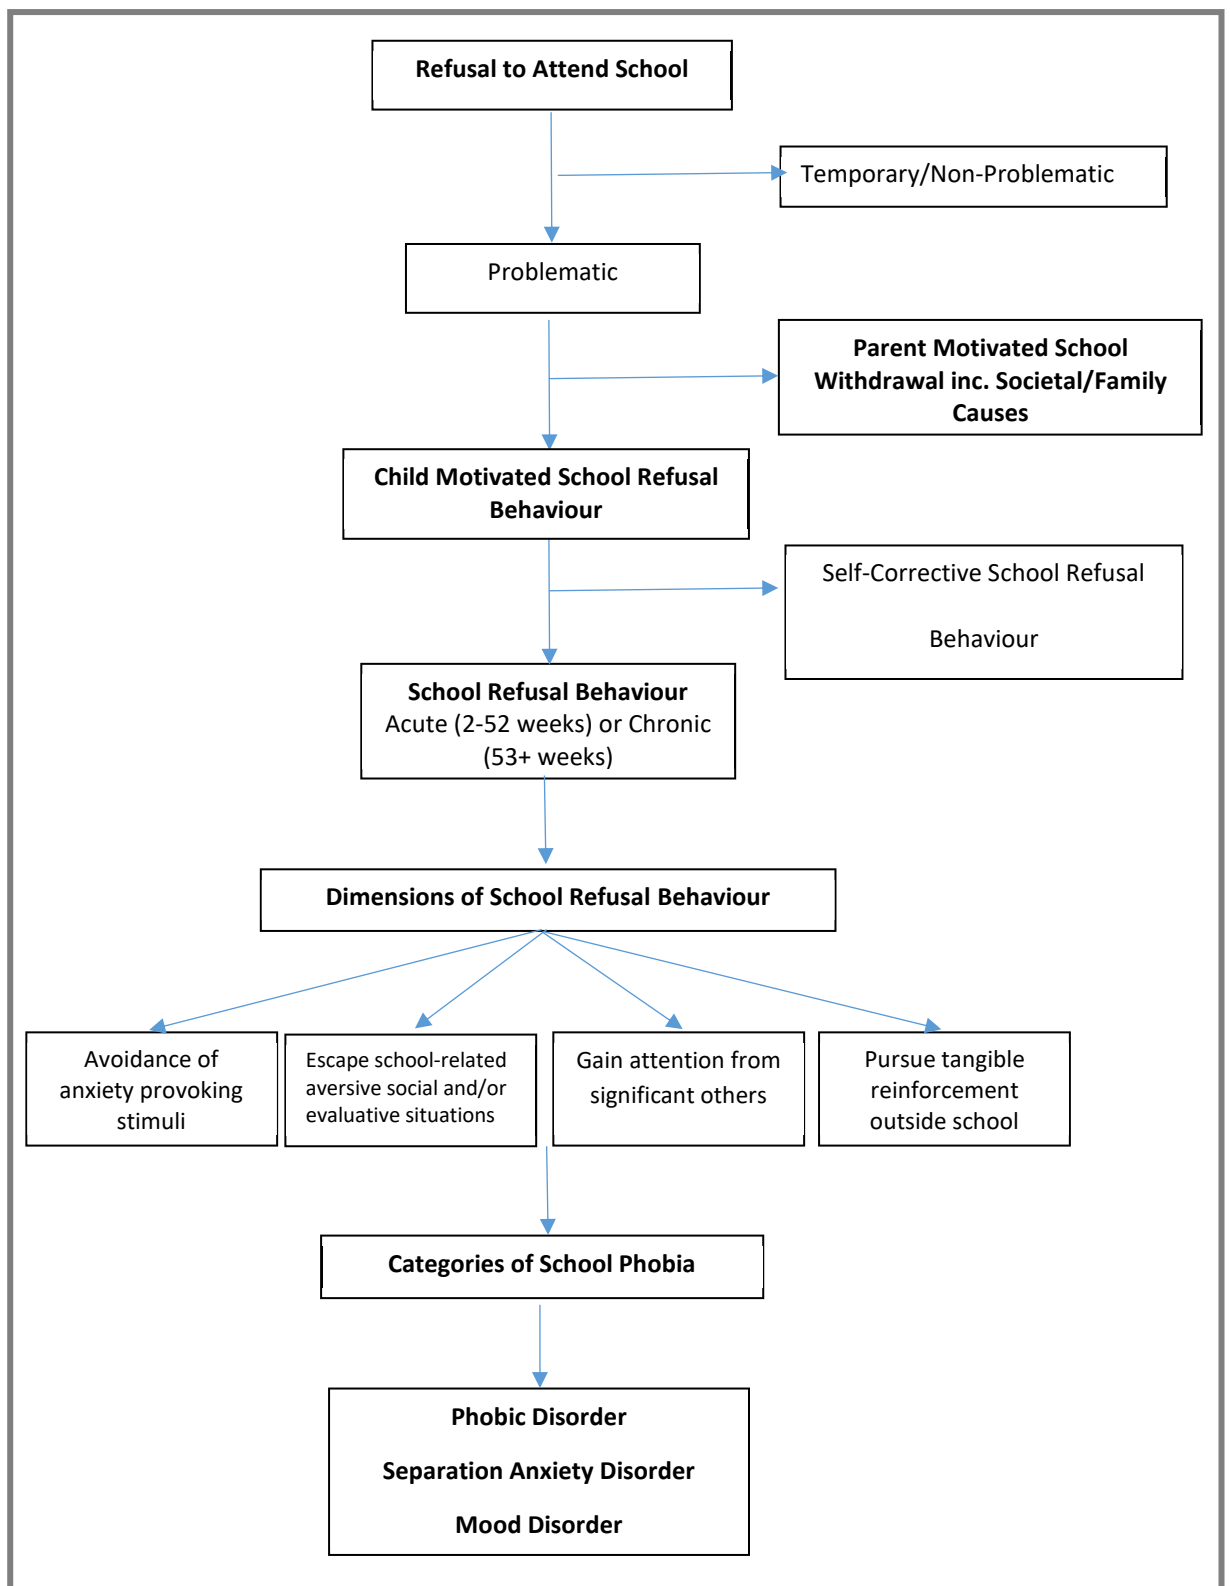 Refusal to Attend School
Temporary/Non-Problematic
Problematic
Parent Motivated School
Withdrawal inc. Societal/Family
Causes
Child Motivated School Refusal
Behaviour
Self-Corrective School Refusal
Behaviour
School Refusal Behaviour
Acute (2-52 weeks) or Chronic
(53+ weeks)
Dimensions of School Refusal Behaviour
Avoidance of
anxiety provoking
stimuli
Escape school-related
aversive social and/or
evaluative situations
Gain attention from
significant others
Pursue tangible
reinforcement
outside school
Categories of School Phobia
Phobic Disorder
Separation Anxiety Disorder
Mood Disorder